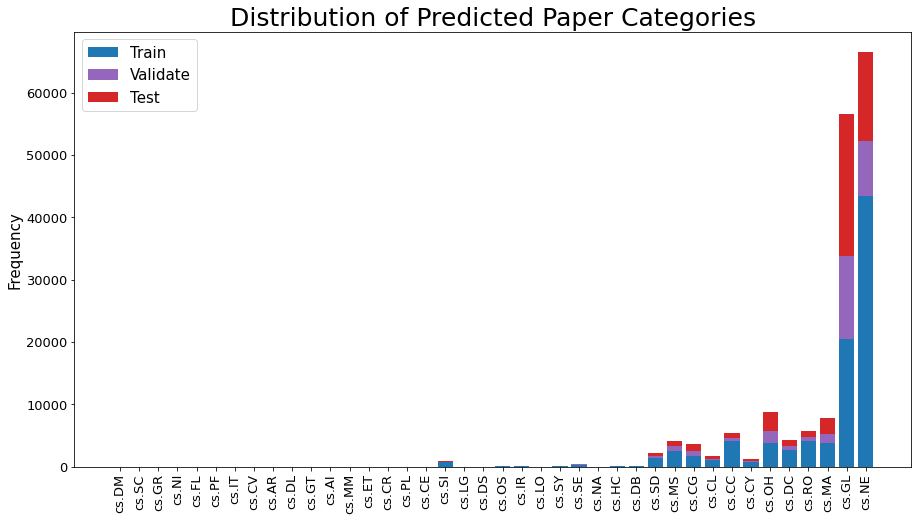 Distribution of Predicted Paper Categories
Train
Validate
Test
Frequency
60000
50000
40000
30000
20000
10000
0
cs.DM
cs.SC
cs.GR
cs.NI
cs.FL
cs.PF
cs.IT
cs.CV
cs.AR
cs.DL
cs.GT
cs.AI
cs.MM
cs.ET
cs.CR
cs.PL
cs.CE
cs.SI
cs.LG
cs.DS
cs.OS
cs.IR
cs.LO
cs.SY
cs.SE
cs.NA
cs.HC
cs.DB
cs.SD
cs.MS
cs.CG
cs.CL
cs.CC
cs.CY
cs.OH
cs.DC
cs.RO
cs.MA
cs.GL
cs.NE